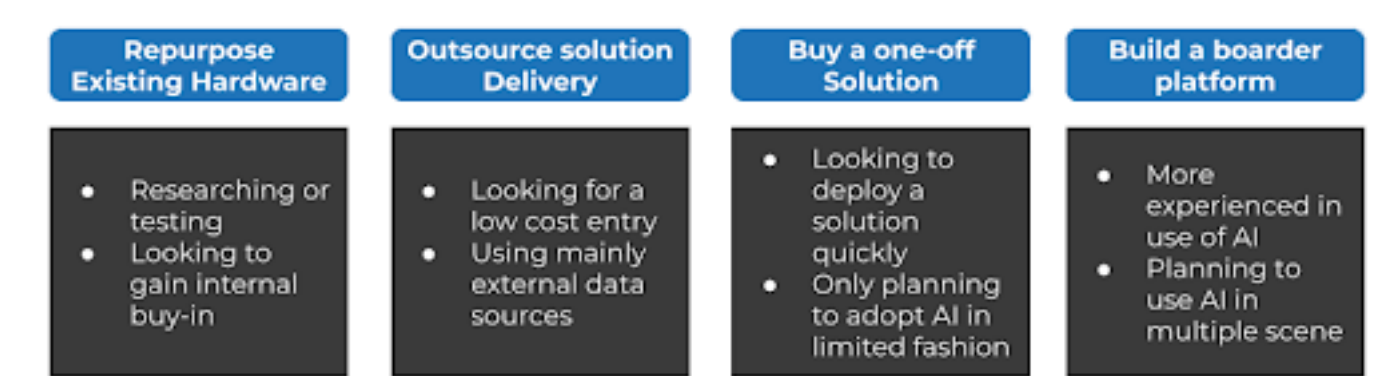 Repurpose
Existing Hardware
Outsource solution
Delivery
Buy a one-off
Solution
Build a boarder
platform
● Researching or
testing
● Looking to
gain internal
buy-in
● Looking for a
low cost entry
● Using mainly
external data
sources
● Looking to
deploy a
solution
quickly
● Only planning
to adopt AI in
limited fashion
● More
experienced in
use of AI
● Planning to
use AI in
multiple scene